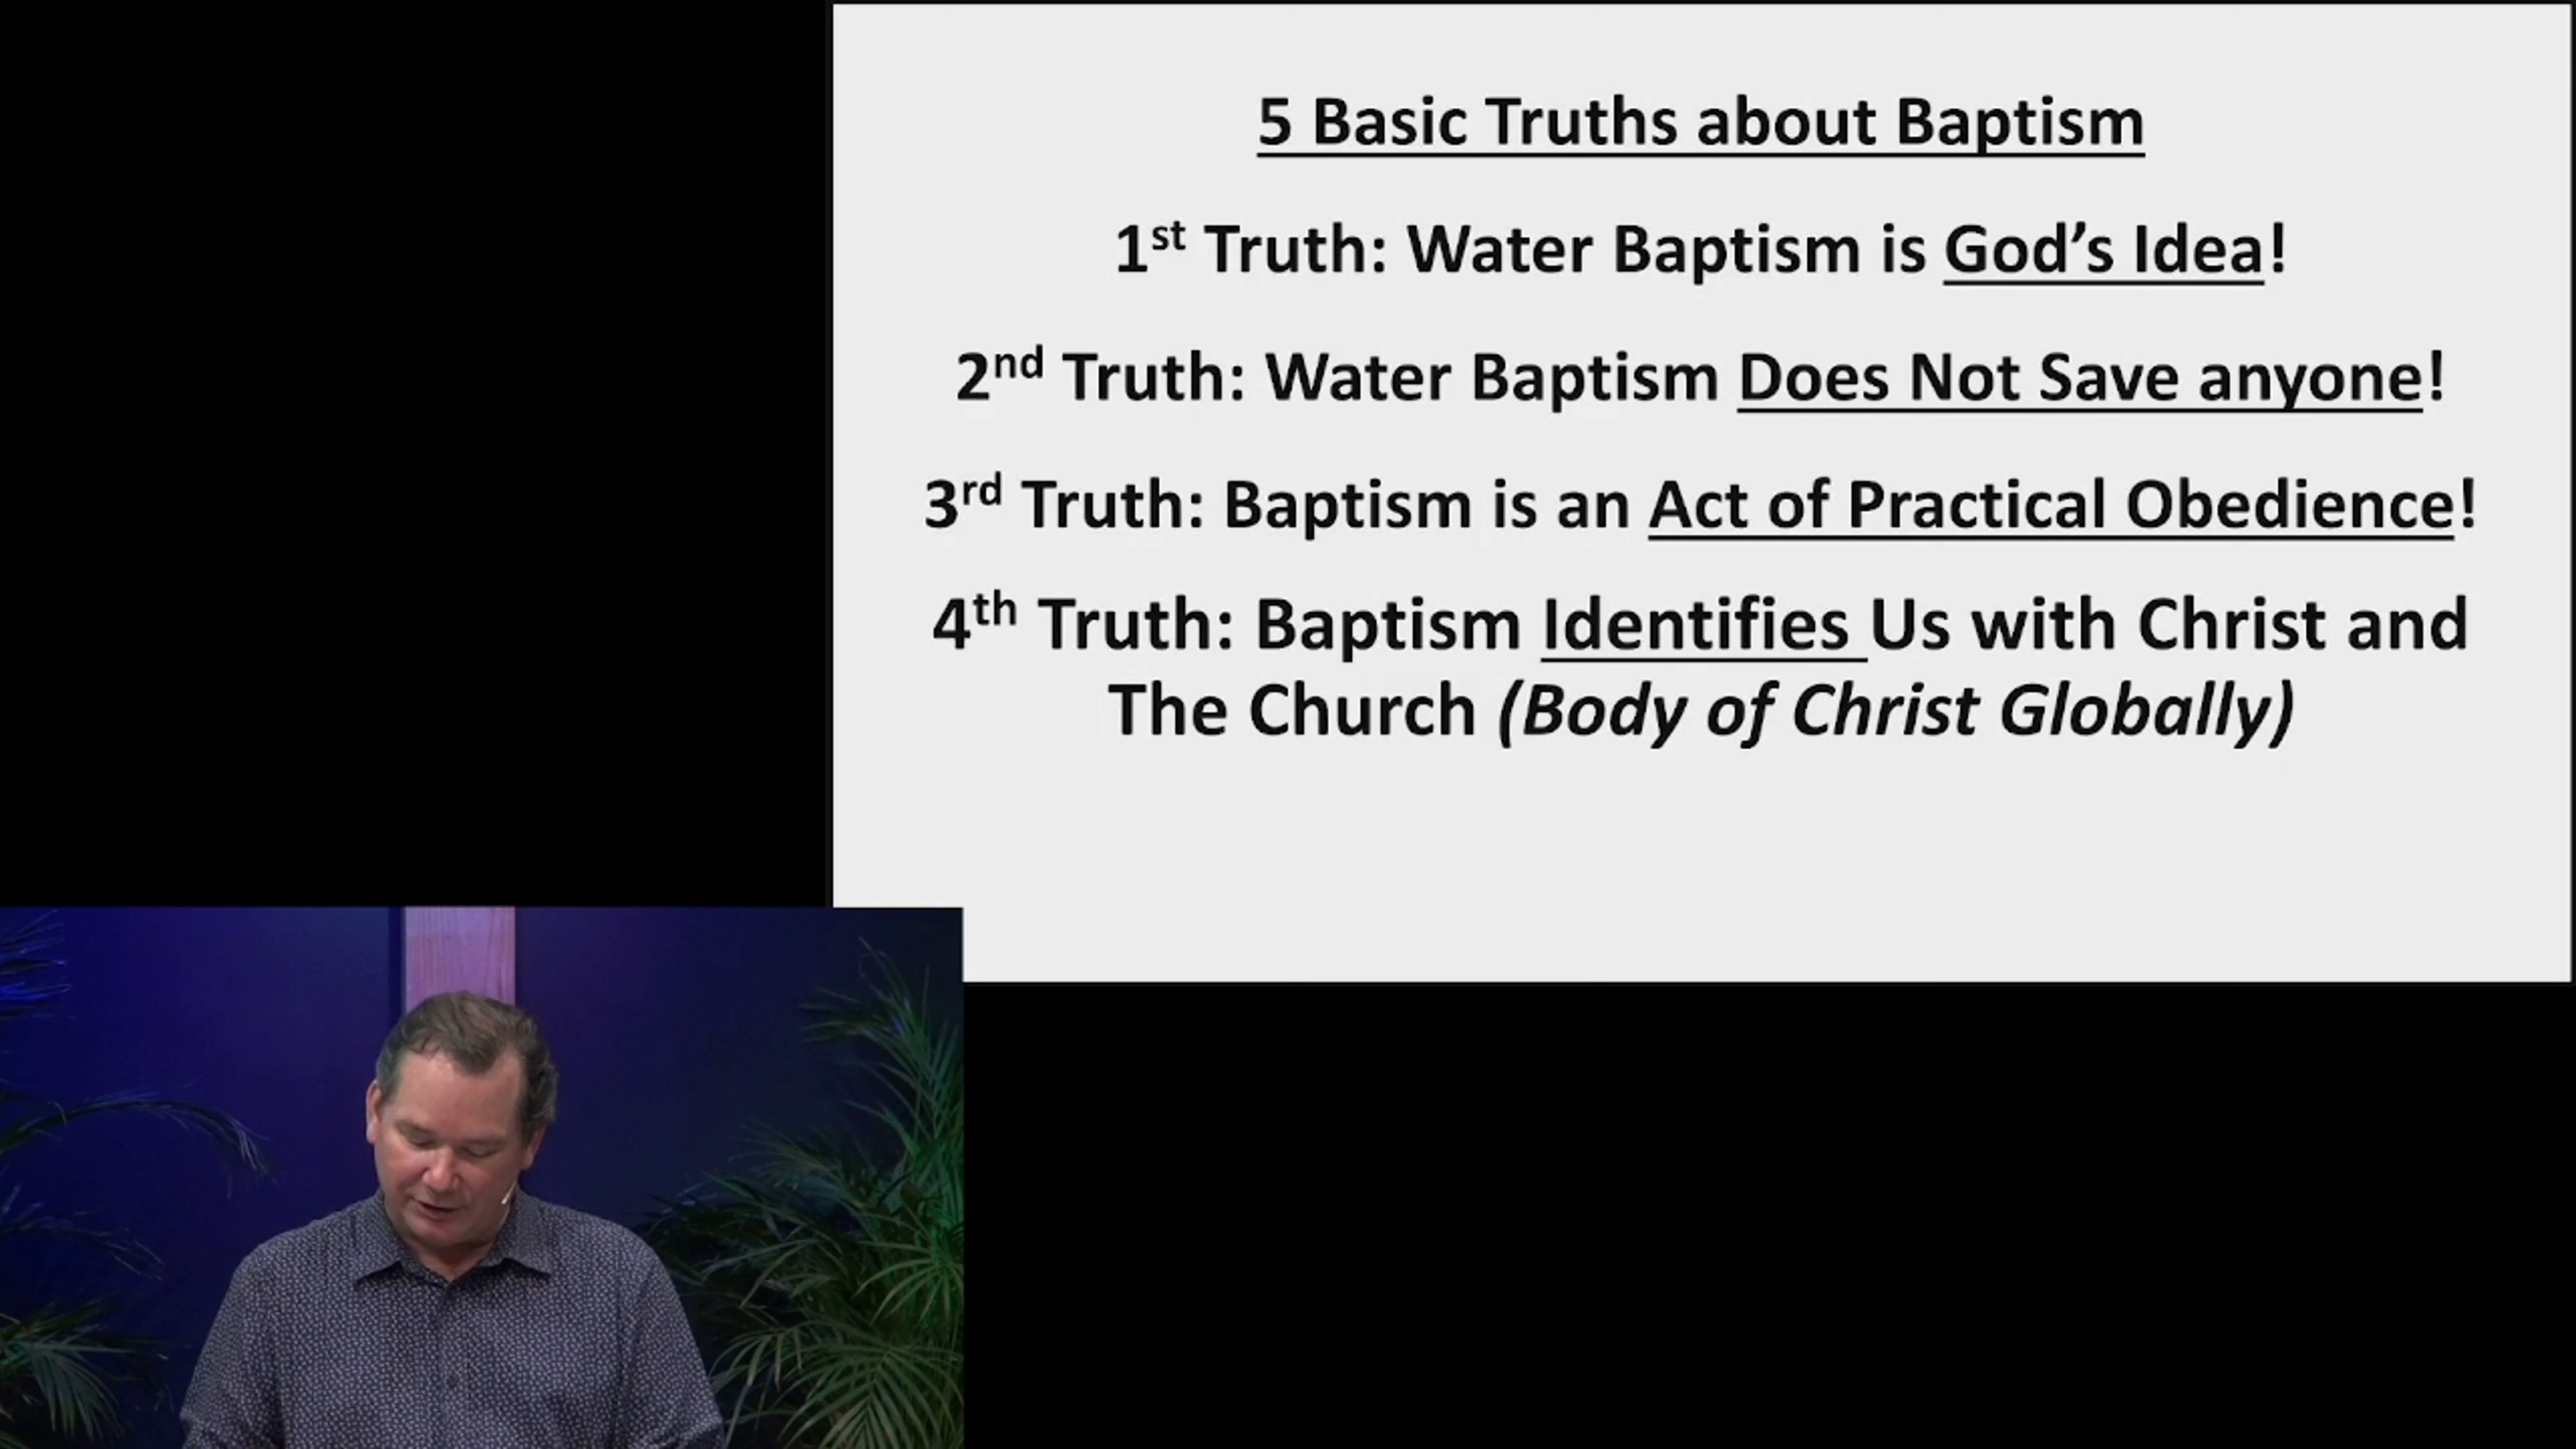 5 Basic Truths about Baptism
1st Truth: Water Baptism is God’s Idea!
2nd Truth: Water Baptism Does Not Save anyone!
3rd Truth: Baptism is an Act of Practical Obedience!
4th Truth: Baptism Identifies Us with Christ and
The Church (Body of Christ Globally)